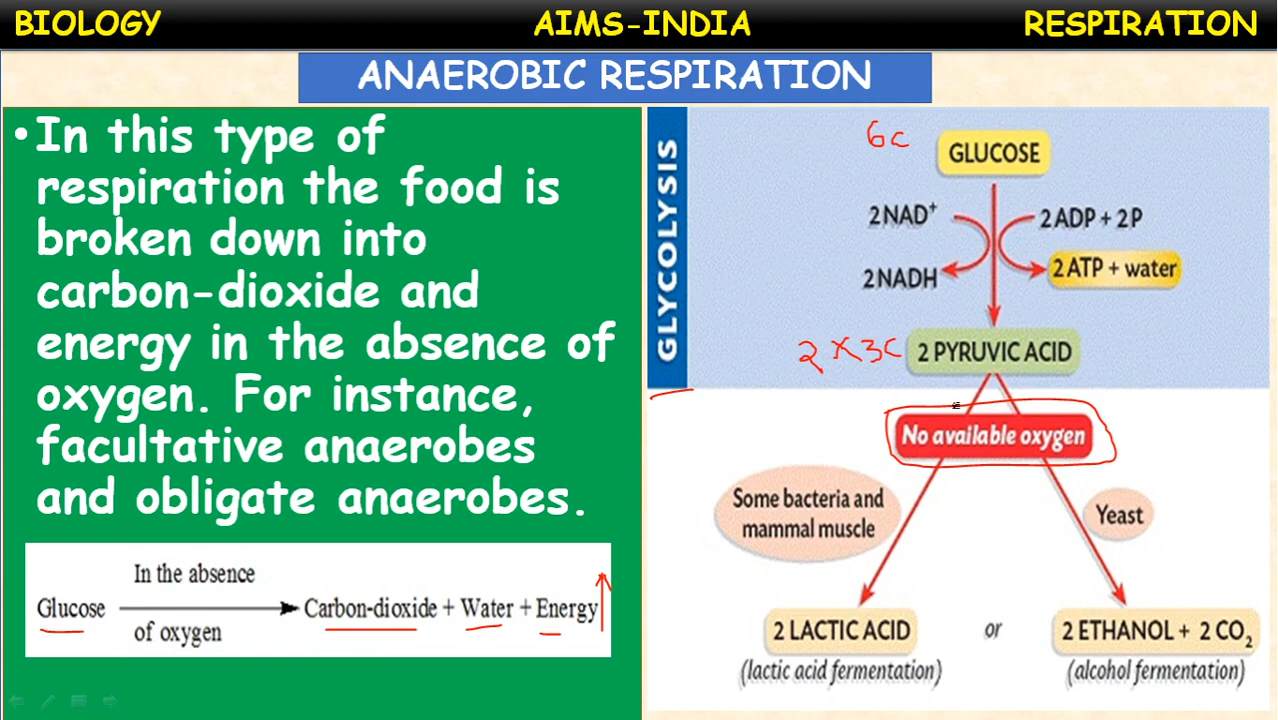 BIOLOGY AIMS-INDIA RESPIRATION
ANAEROBIC RESPIRATION
• In this type of
respiration the food is
broken down into
carbon-dioxide and
energy in the absence of
oxygen. For instance,
facultative anaerobes
and obligate anaerobes.
In the absence
Glucose Carbon-dioxide + Water + Energy
of oxygen
GLYCOLYSIS
6C
GLUCOSE
2NAD⁺ 2ADP + 2P
2NADH 2ATP + water
2 X 3C 2 PYRUVIC ACID
No available oxygen
Some bacteria and
mammal muscle
Yeast
2 LACTIC ACID or 2 ETHANOL + 2 CO₂
(lactic acid fermentation) (alcohol fermentation)